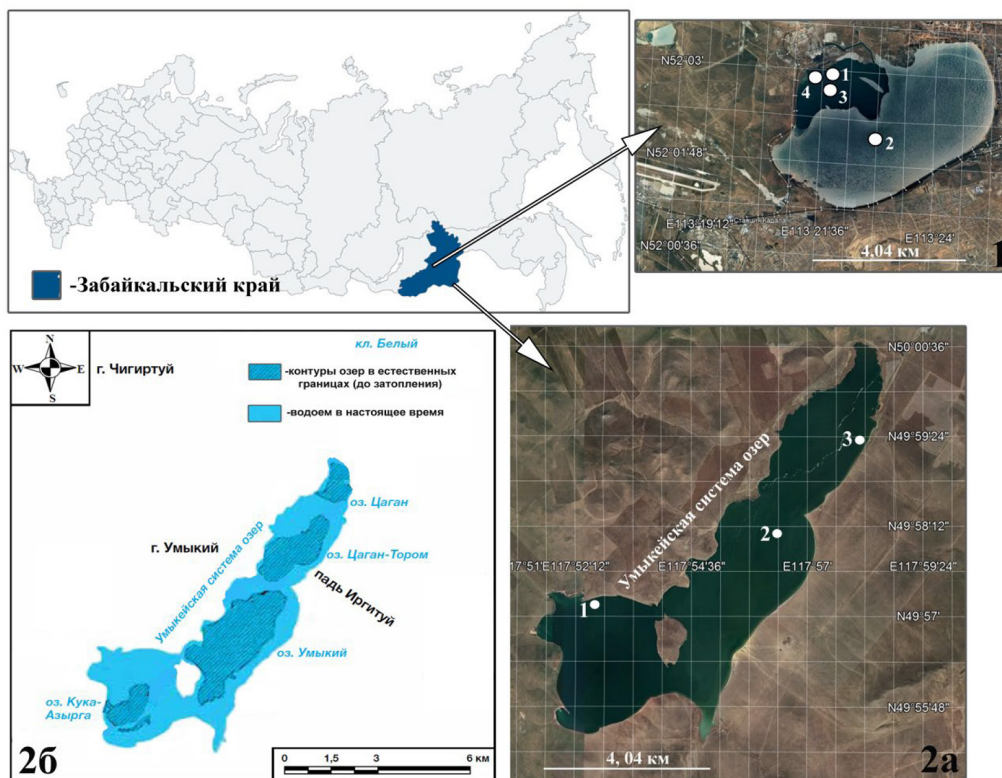 -Забайкальский край
N52°03'
1
4
3
2
N52°01'48"
E113°19'12"
N52°00'36"
E113°21'36"
E113°24'
4,04 км
N
W
E
S
г. Чигиртуй
кл. Белый
-контуры озер в естественных
границах (до затопления)
-водоем в настоящее время
оз. Цаган
г. Умыкий
оз. Цаган-Тором
Умыкейская система озер
падь Иргитуй
оз. Умыкий
оз. Кука-
Азырга
2б
0 1,5 3 6 км
N50°00'36"
3
N49°59'24"
Умыкейская система озер
2
N49°58'12"
E117°52'12"
E117°54'36"
E117°57'
E117°59'24"
1
N49°57'
N49°55'48"
4, 04 км
2а